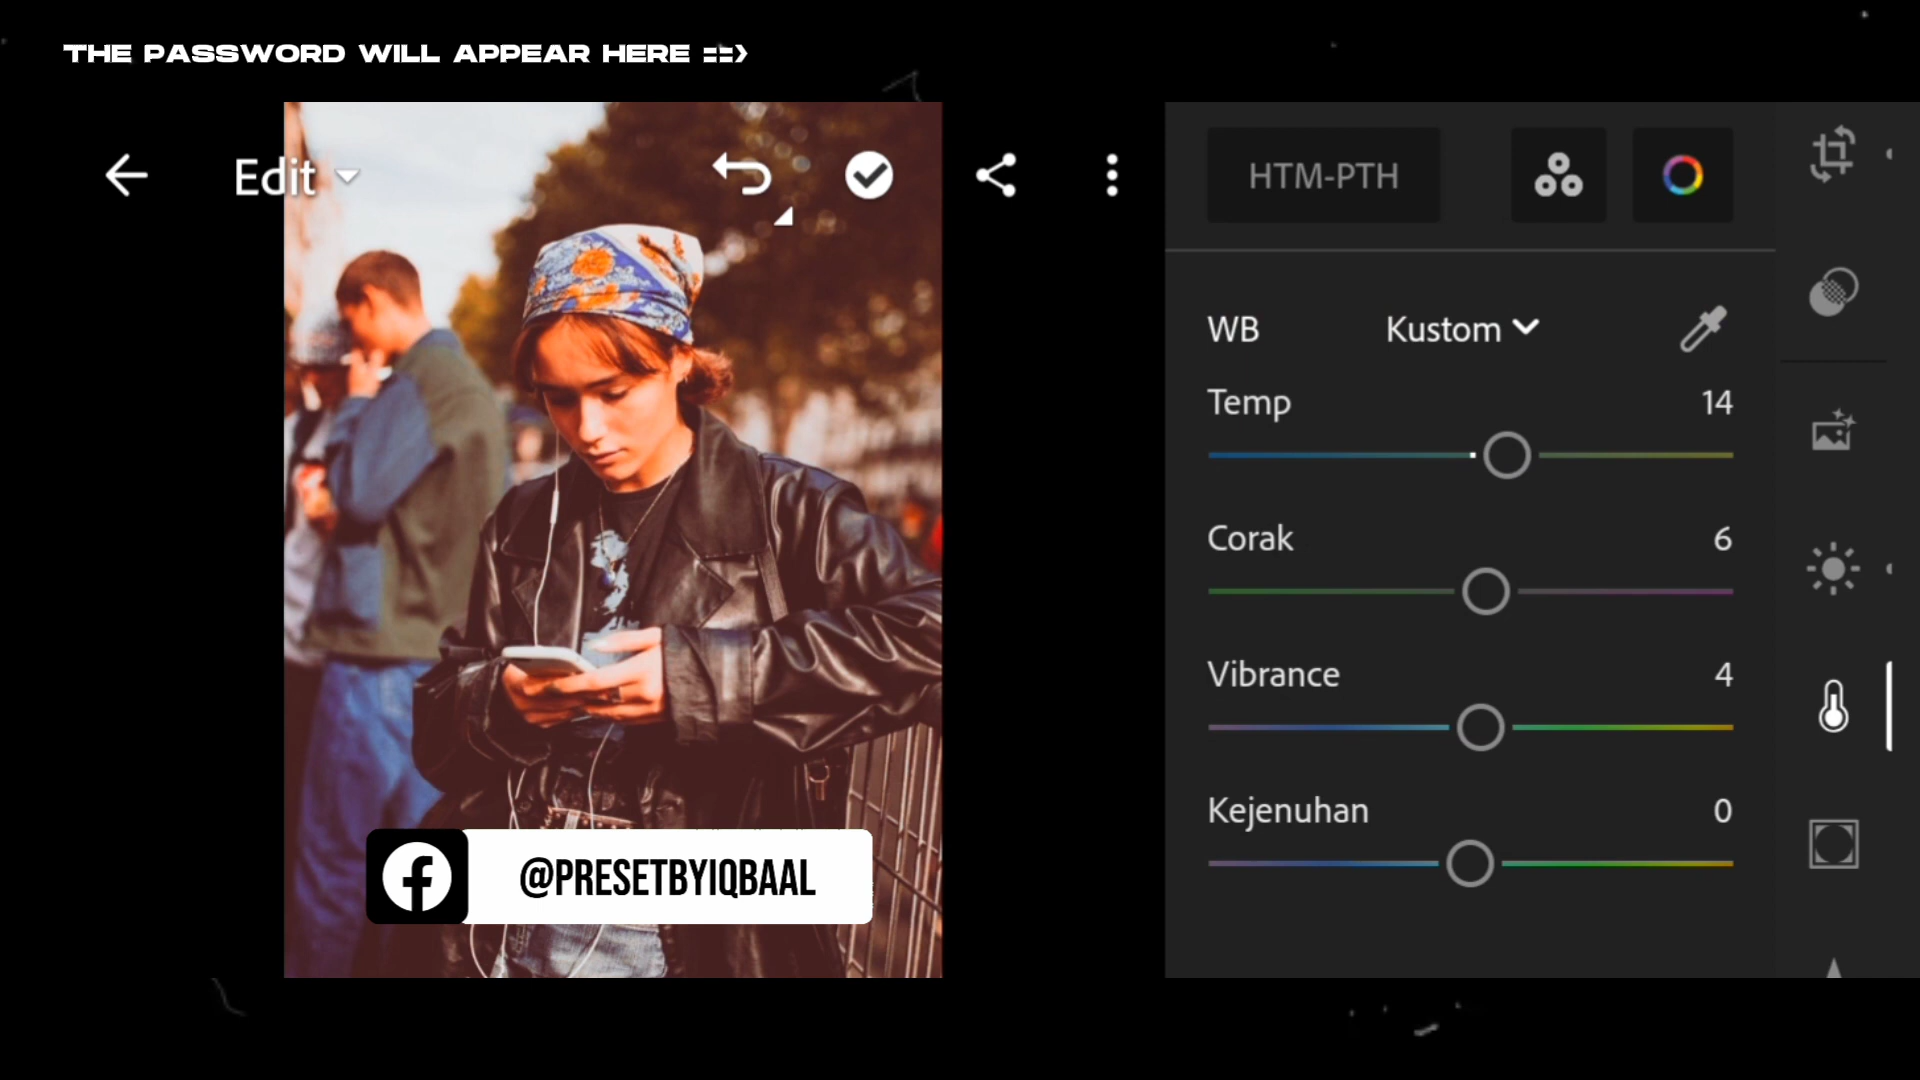 THE PASSWORD WILL APPEAR HERE ==>
Edit
HTM-PTH
WB Kustom
Temp 14
Corak 6
Vibrance 4
Kejenuhan 0
@PRESETBYIQBAAL